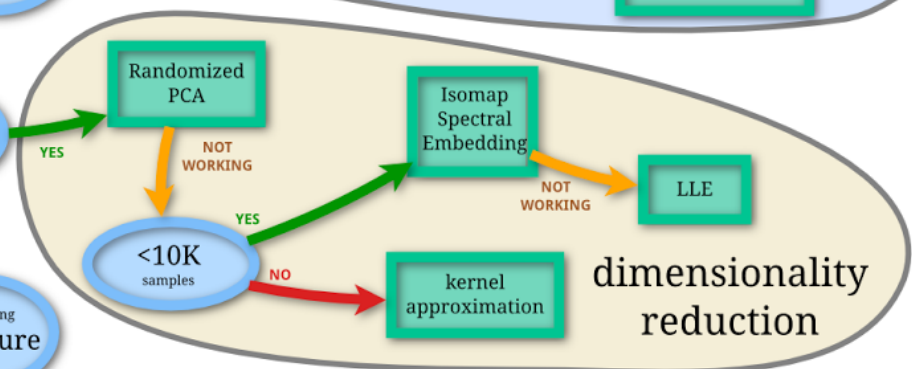 Randomized
PCA
YES
NOT
WORKING
Isomap
Spectral
Embedding
NOT
WORKING
LLE
YES
<10K
samples
NO
kernel
approximation
dimensionality
reduction
ng
ure